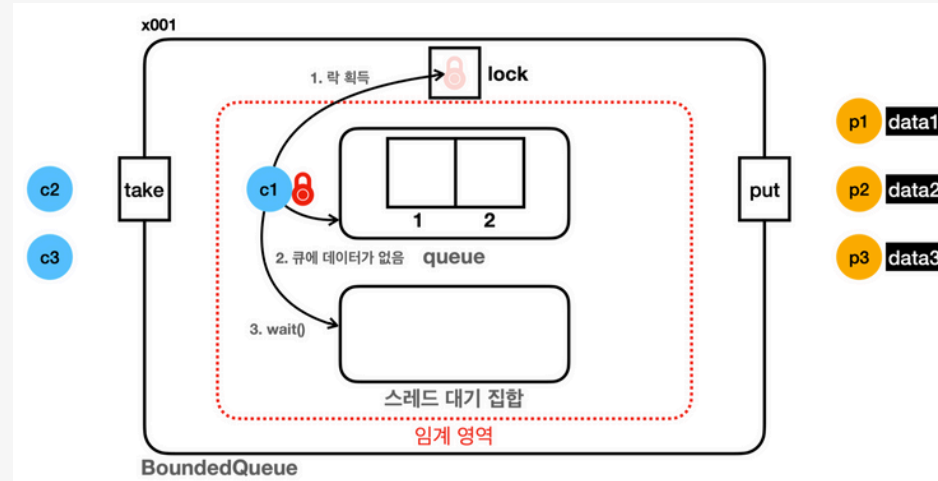 x001
lock
1. 락 획득
p1 data1
c2
take
c1
put
p2 data2
1 2
c3
2. 큐에 데이터가 없음 queue
p3 data3
3. wait()
스레드 대기 집합
임계 영역
BoundedQueue